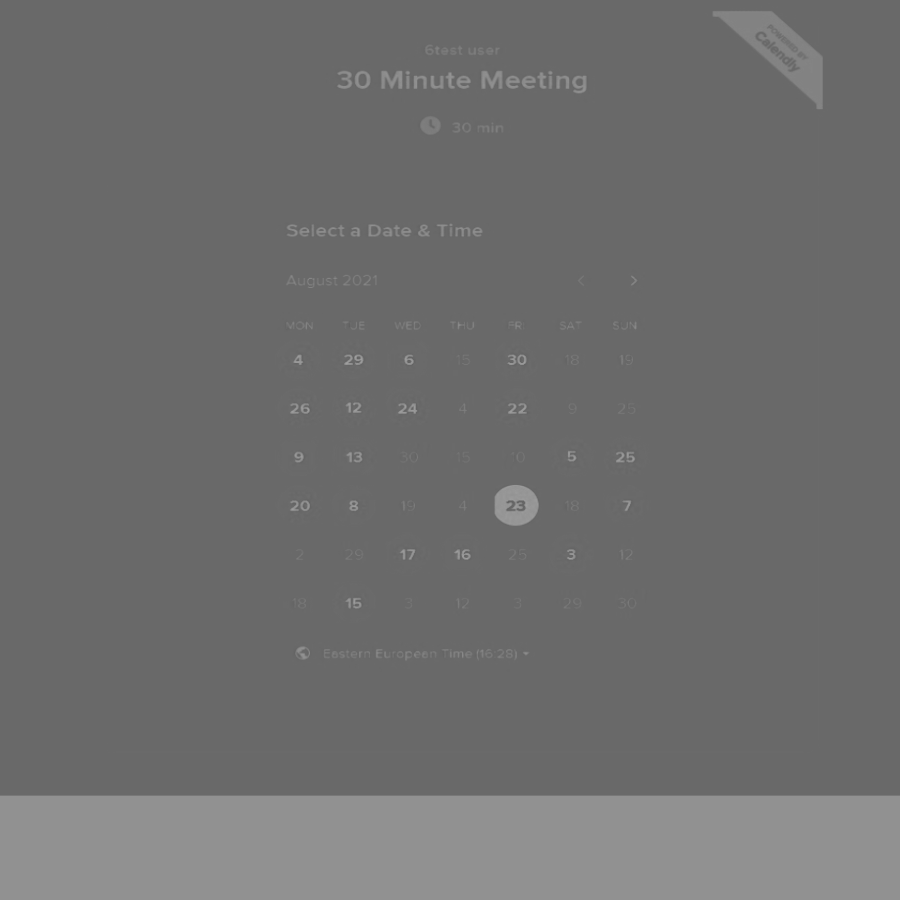 6test user
30 Minute Meeting
30 min
POWERED BY
Calendly
Select a Date & Time
August 2021
MON TUE WED THU FRI SAT SUN
4 29 6 15 30 18 19
26 12 24 4 22 9 25
9 13 30 15 10 5 25
20 8 19 4 23 18 7
2 29 17 16 25 3 12
18 15 3 12 3 29 30
Eastern European Time (16:28)